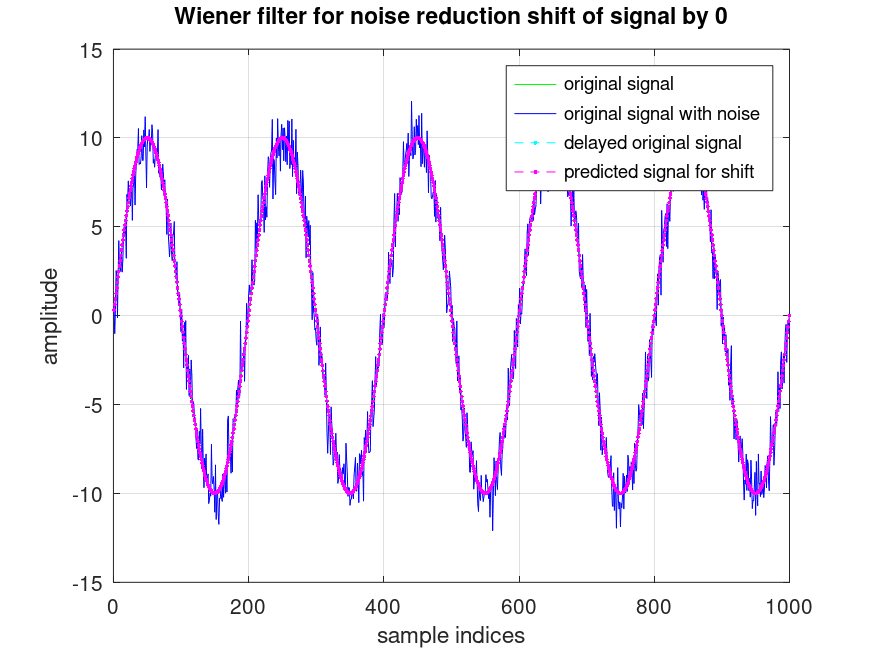 Wiener filter for noise reduction shift of signal by 0
15
10
5
0
-5
-10
-15
amplitude
original signal
original signal with noise
delayed original signal
predicted signal for shift
0 200 400 600 800 1000
sample indices